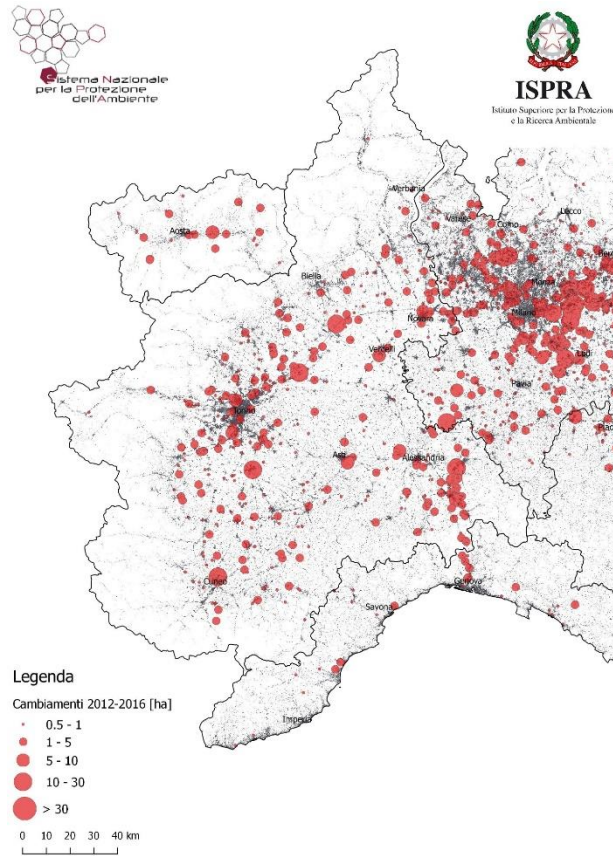 Sistema Nazionale
per la Protezione
dell'Ambiente
ISPRA
Istituto Superiore per la Protezione
e la Ricerca Ambientale
Verbania
Varese
Como
Lecco
Aosta
Biella
Monza
Milano
Novara
Vercelli
Lodi
Pavia
Torino
Asti
Alessandria
Cuneo
Genova
Savona
Imperia
Legenda
Cambiamenti 2012-2016 [ha]
0.5 - 1
1 - 5
5 - 10
10 - 30
> 30
0 10 20 30 40 km